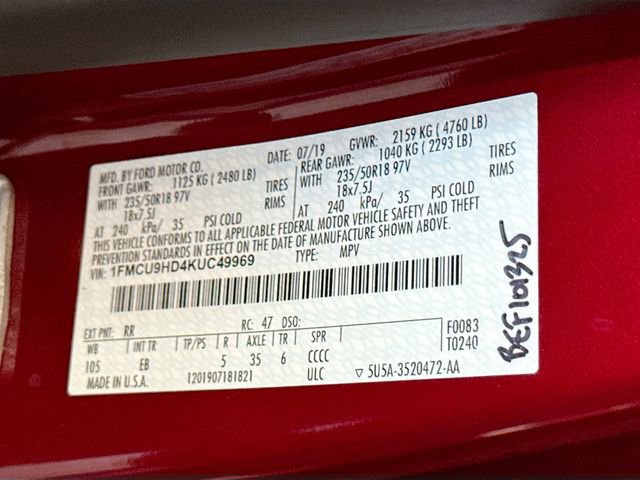 MFD. BY FORD MOTOR CO.
DATE: 07/19 GVWR: 2159 KG ( 4760 LB)
FRONT GAWR: 1125 KG ( 2480 LB) REAR GAWR: 1040 KG ( 2293 LB)
WITH 235/50R18 97V TIRES WITH 235/50R18 97V TIRES
18x7.5J RIMS 18x7.5J RIMS
AT 240 kPa/ 35 PSI COLD AT 240 kPa/ 35 PSI COLD
THIS VEHICLE CONFORMS TO ALL APPLICABLE FEDERAL MOTOR VEHICLE SAFETY AND THEFT
PREVENTION STANDARDS IN EFFECT ON THE DATE OF MANUFACTURE SHOWN ABOVE.
VIN: 1FMCU9HD4KUC49969 TYPE: MPV
EXT PNT: RR RC: 47 DSO: F0083
WB INT TR TP/PS R AXLE TR SPR T0240
105 EB 5 35 6 CCCC
MADE IN U.S.A. 1201907181821 ULC ▽ 5U5A-3520472-AA
BEF101325